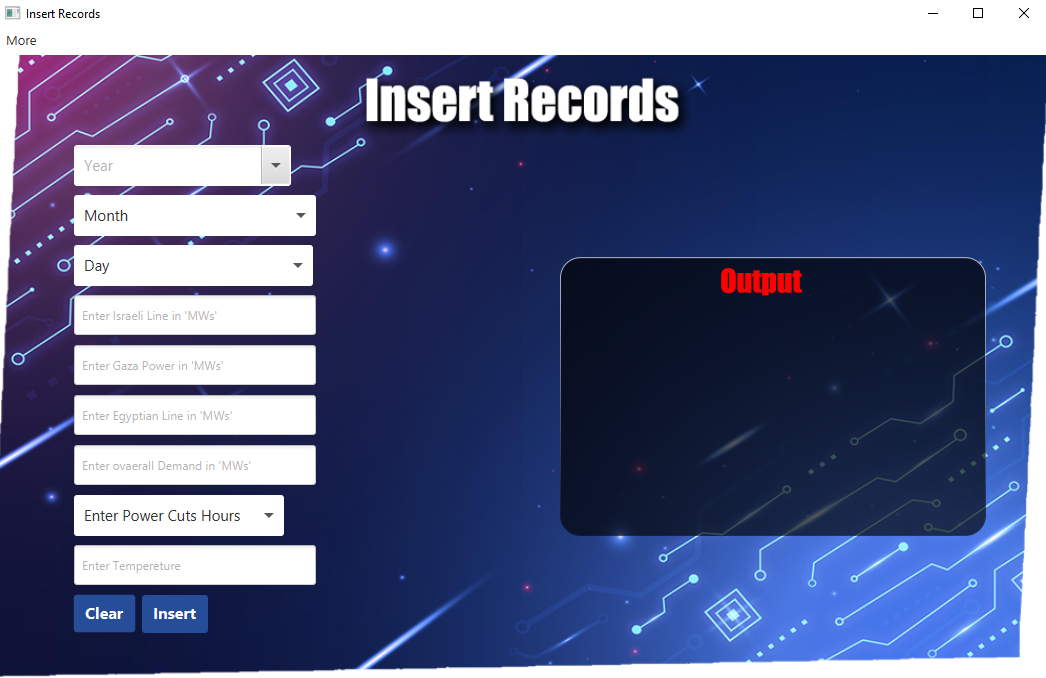 Insert Records
More
Insert Records
Year
Month
Day
Enter Israeli Line in 'MWs'
Enter Gaza Power in 'MWs'
Enter Egyptian Line in 'MWs'
Enter ovaerall Demand in 'MWs'
Enter Power Cuts Hours
Enter Tempereture
Clear Insert
Output